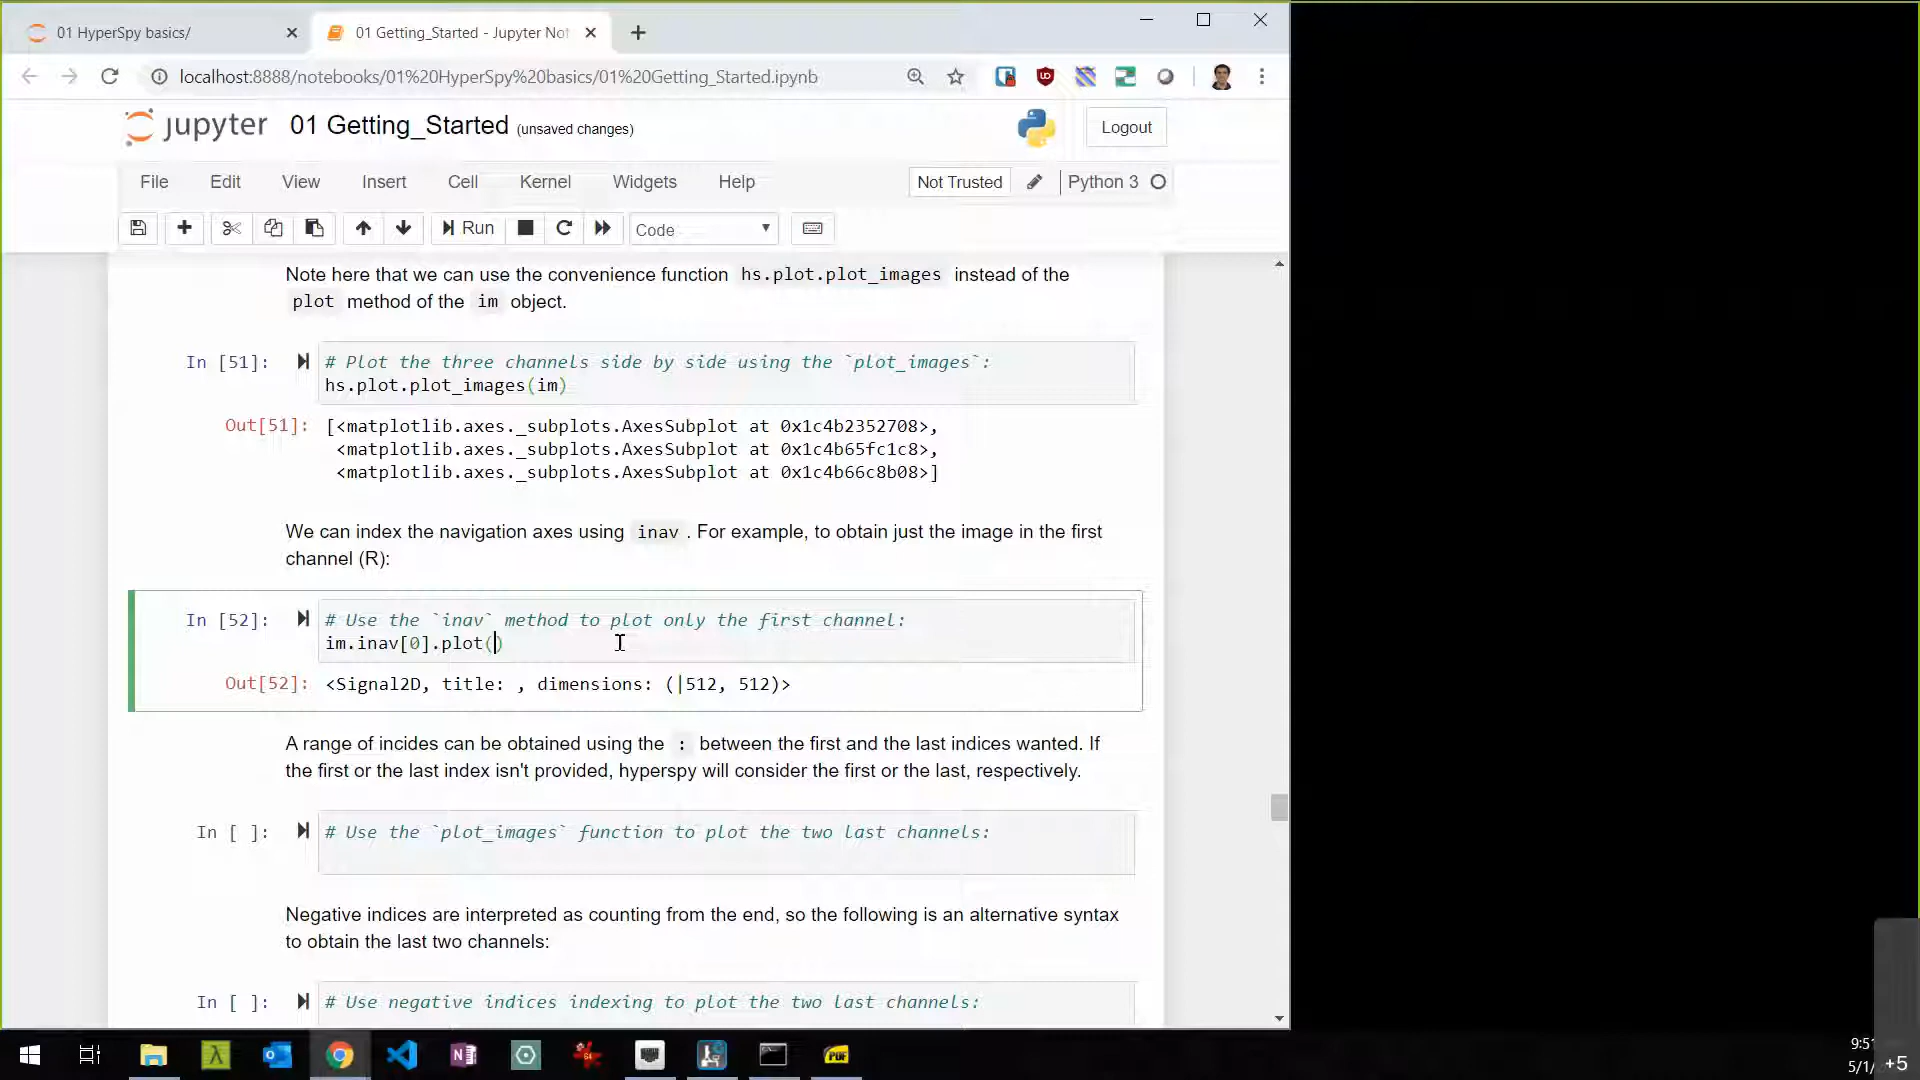 01 HyperSpy basics/
01 Getting_Started - Jupyter Not
localhost:8888/notebooks/01%20HyperSpy%20basics/01%20Getting_Started.ipynb
jupyter 01 Getting_Started (unsaved changes)
Logout
File Edit View Insert Cell Kernel Widgets Help
Not Trusted
Python 3
Run
Code
Note here that we can use the convenience function hs.plot.plot_images instead of the
plot method of the im object.
In [51]:
# Plot the three channels side by side using the `plot_images`:
hs.plot.plot_images(im)
Out[51]: [<matplotlib.axes._subplots.AxesSubplot at 0x1c4b2352708>,
<matplotlib.axes._subplots.AxesSubplot at 0x1c4b65fc1c8>,
<matplotlib.axes._subplots.AxesSubplot at 0x1c4b66c8b08>]
We can index the navigation axes using inav . For example, to obtain just the image in the first
channel (R):
In [52]:
# Use the `inav` method to plot only the first channel:
im.inav[0].plot()
Out[52]: <Signal2D, title: , dimensions: (|512, 512)>
A range of incides can be obtained using the : between the first and the last indices wanted. If
the first or the last index isn't provided, hyperspy will consider the first or the last, respectively.
In [ ]:
# Use the `plot_images` function to plot the two last channels:
Negative indices are interpreted as counting from the end, so the following is an alternative syntax
to obtain the last two channels:
In [ ]:
# Use negative indices indexing to plot the two last channels:
9:51
5/1/
+5